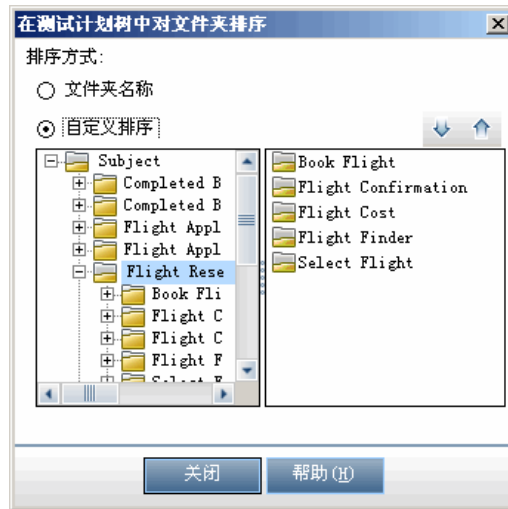 在测试计划树中对文件夹排序
排序方式:
文件夹名称
自定义排序
Subject
Completed B
Completed B
Flight Appl
Flight Appl
Flight Rese
Book Fli
Flight C
Flight C
Flight F
Select F
Book Flight
Flight Confirmation
Flight Cost
Flight Finder
Select Flight
关闭
帮助(H)